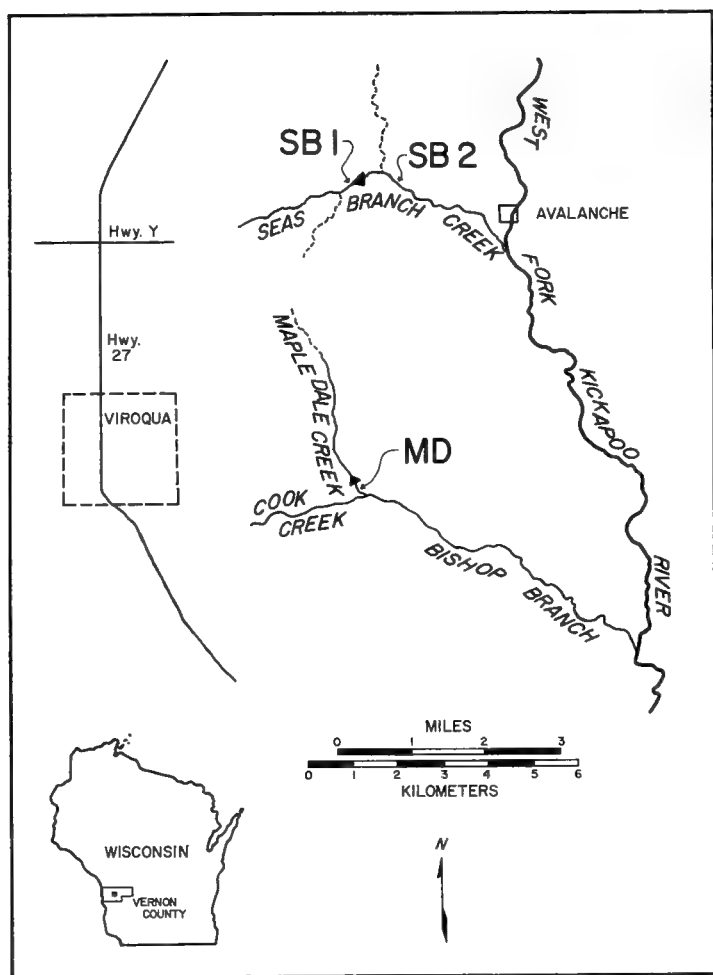 WEST
FORK
KICKAPOO
RIVER
SB 1
SB 2
SEAS BRANCH CREEK
AVALANCHE
Hwy. Y
Hwy.
27
VIROQUA
MAPLE DALE CREEK
MD
COOK
CREEK
BISHOP BRANCH
MILES
0 1 2 3
0 1 2 3 4 5 6
KILOMETERS
WISCONSIN
VERNON
COUNTY
N